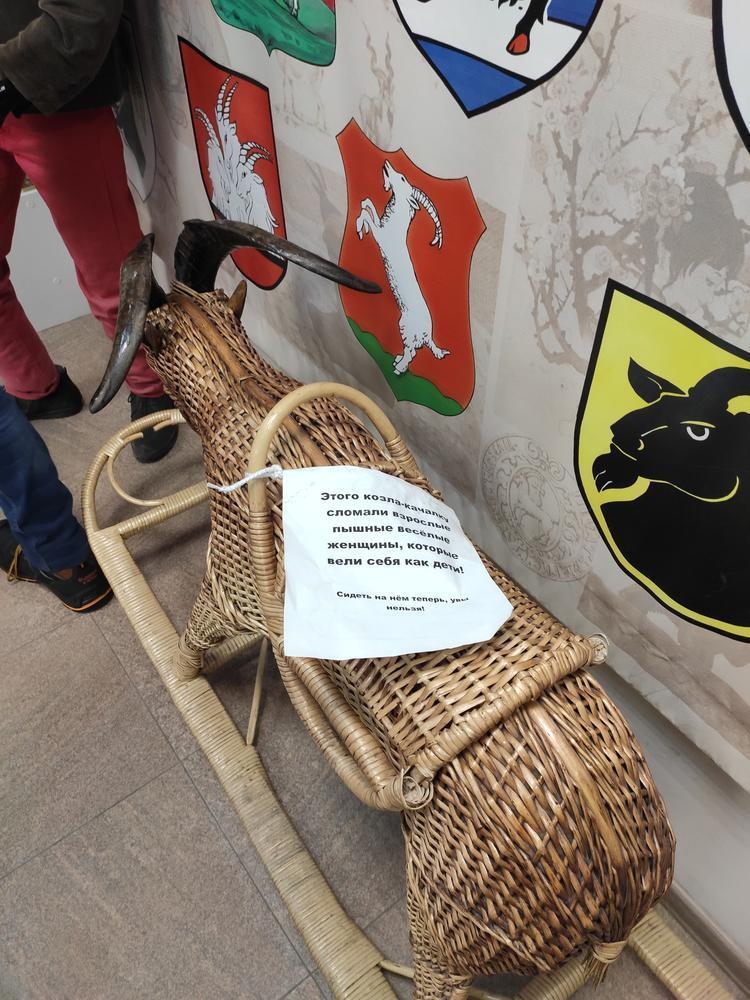 Этого козла-качалку
сломали взрослые
пышные весёлые
женщины, которые
вели себя как дети!
Сидеть на нём теперь, увы
нельзя!